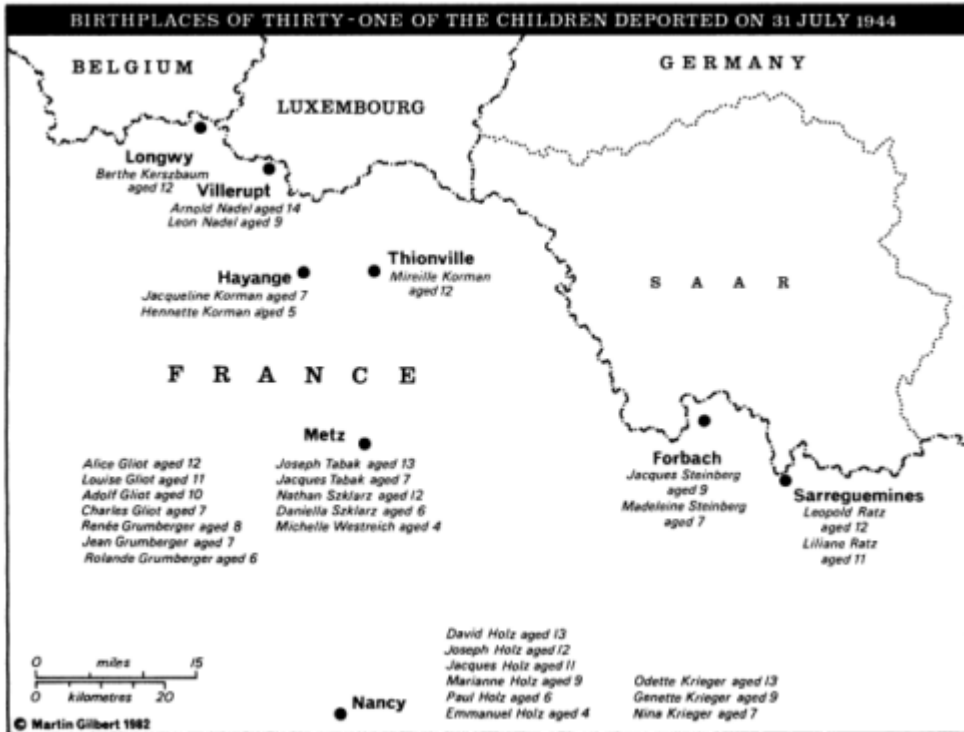 BIRTHPLACES OF THIRTY-ONE OF THE CHILDREN DEPORTED ON 31 JULY 1944
BELGIUM
LUXEMBOURG
GERMANY
Longwy
Berthe Kerszbaum
aged 12
Villerupt
Arnold Nadel aged 14
Leon Nadel aged 9
Hayange
Jacqueline Korman aged 7
Hennette Korman aged 5
Thionville
Mireille Korman
aged 12
SAAR
FRANCE
Metz
Alice Gliot aged 12
Louise Gliot aged 11
Adolf Gliot aged 10
Charles Gliot aged 7
Renée Grumberger aged 8
Jean Grumberger aged 7
Rolande Grumberger aged 6
Joseph Tabak aged 13
Jacques Tabak aged 7
Nathan Szklarz aged 12
Daniella Szklarz aged 6
Michelle Westreich aged 4
Forbach
Jacques Steinberg
aged 9
Madeleine Steinberg
aged 7
Sarreguemines
Leopold Ratz
aged 12
Liliane Ratz
aged 11
David Holz aged 13
Joseph Holz aged 12
Jacques Holz aged 11
Marianne Holz aged 9
Paul Holz aged 6
Emmanuel Holz aged 4
Odette Krieger aged 13
Genette Krieger aged 9
Nina Krieger aged 7
Nancy
0 miles 15
0 kilometres 20
© Martin Gilbert 1982